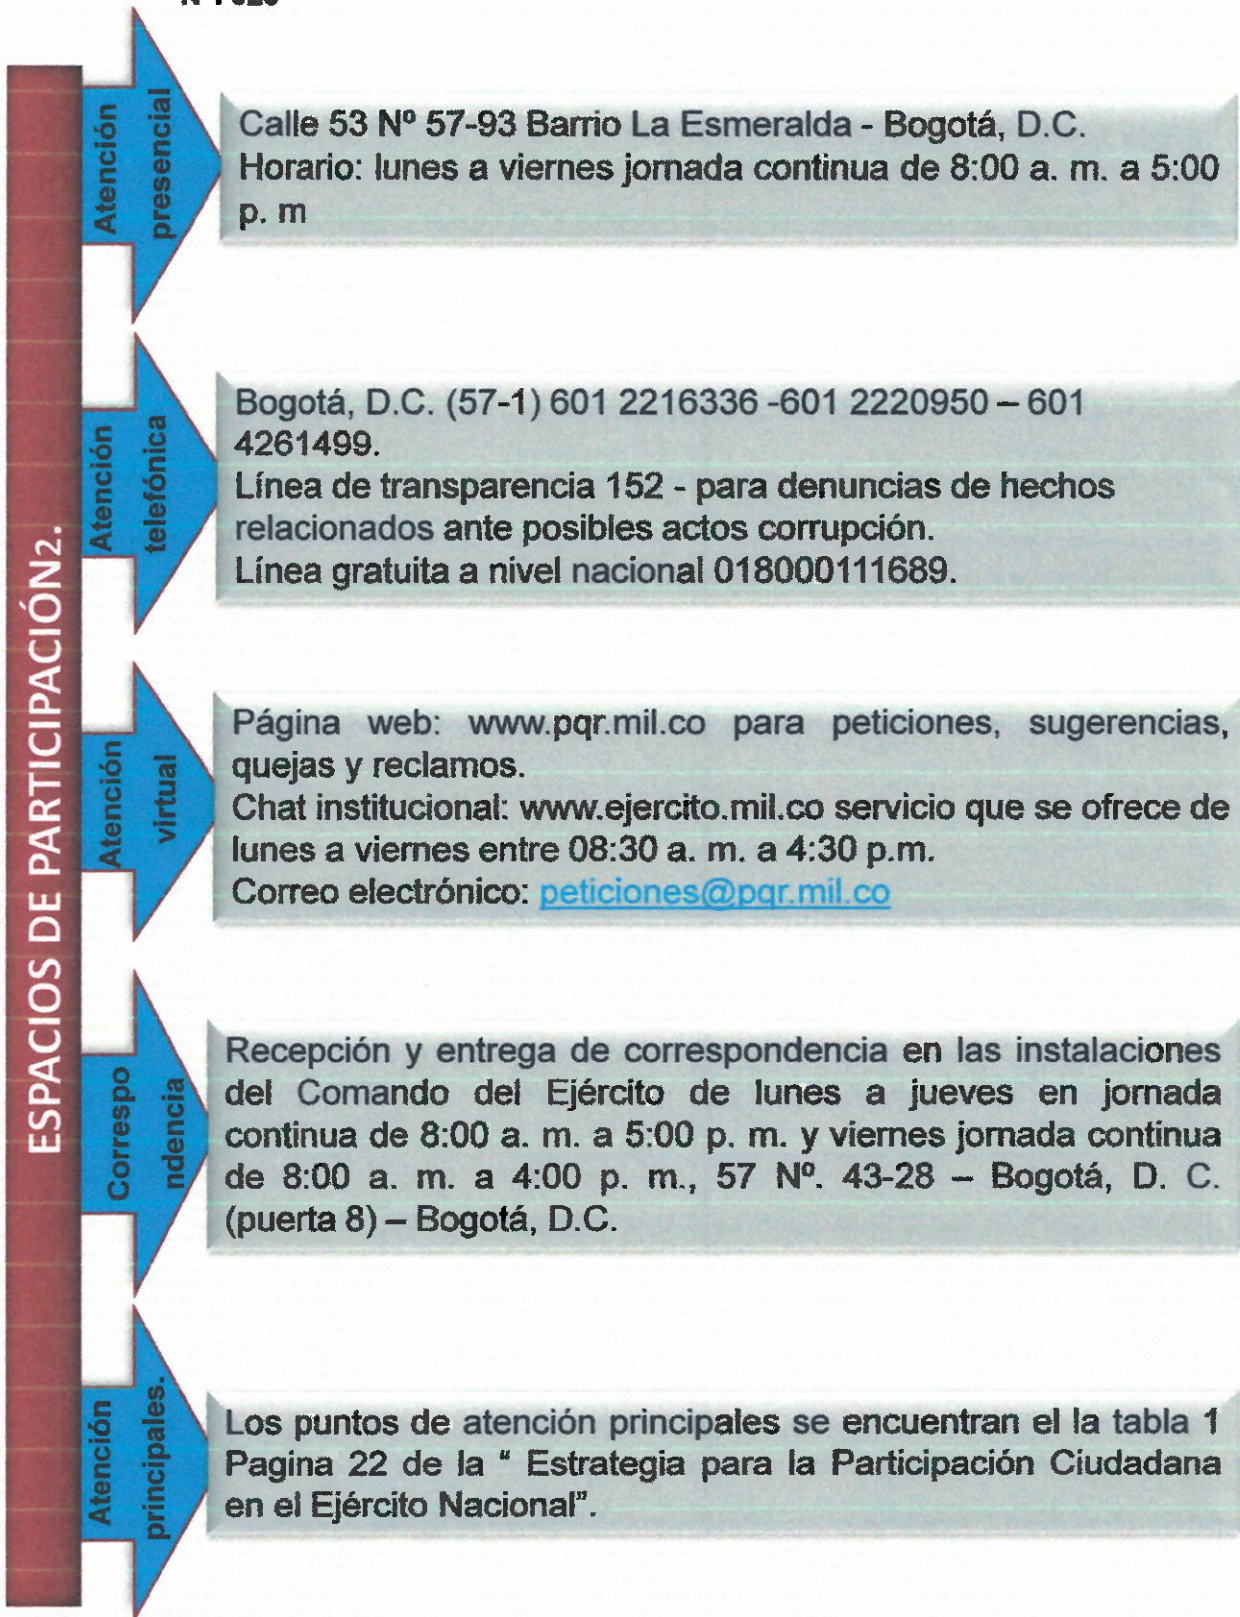 ESPACIOS DE PARTICIPACIÓN2.
Atención
presencial
Calle 53 Nº 57-93 Barrio La Esmeralda - Bogotá, D.C.
Horario: lunes a viernes jornada continua de 8:00 a. m. a 5:00
p. m
Atención
telefónica
Bogotá, D.C. (57-1) 601 2216336 -601 2220950 – 601
4261499.
Línea de transparencia 152 - para denuncias de hechos
relacionados ante posibles actos corrupción.
Línea gratuita a nivel nacional 018000111689.
Atención
virtual
Página web: www.pqr.mil.co para peticiones, sugerencias,
quejas y reclamos.
Chat institucional: www.ejercito.mil.co servicio que se ofrece de
lunes a viernes entre 08:30 a. m. a 4:30 p.m.
Correo electrónico: peticiones@pqr.mil.co
Correspo
ndencia
Recepción y entrega de correspondencia en las instalaciones
del Comando del Ejército de lunes a jueves en jornada
continua de 8:00 a. m. a 5:00 p. m. y viernes jornada continua
de 8:00 a. m. a 4:00 p. m., 57 Nº. 43-28 – Bogotá, D. C.
(puerta 8) – Bogotá, D.C.
Atención
principales.
Los puntos de atención principales se encuentran el la tabla 1
Pagina 22 de la “ Estrategia para la Participación Ciudadana
en el Ejército Nacional”.